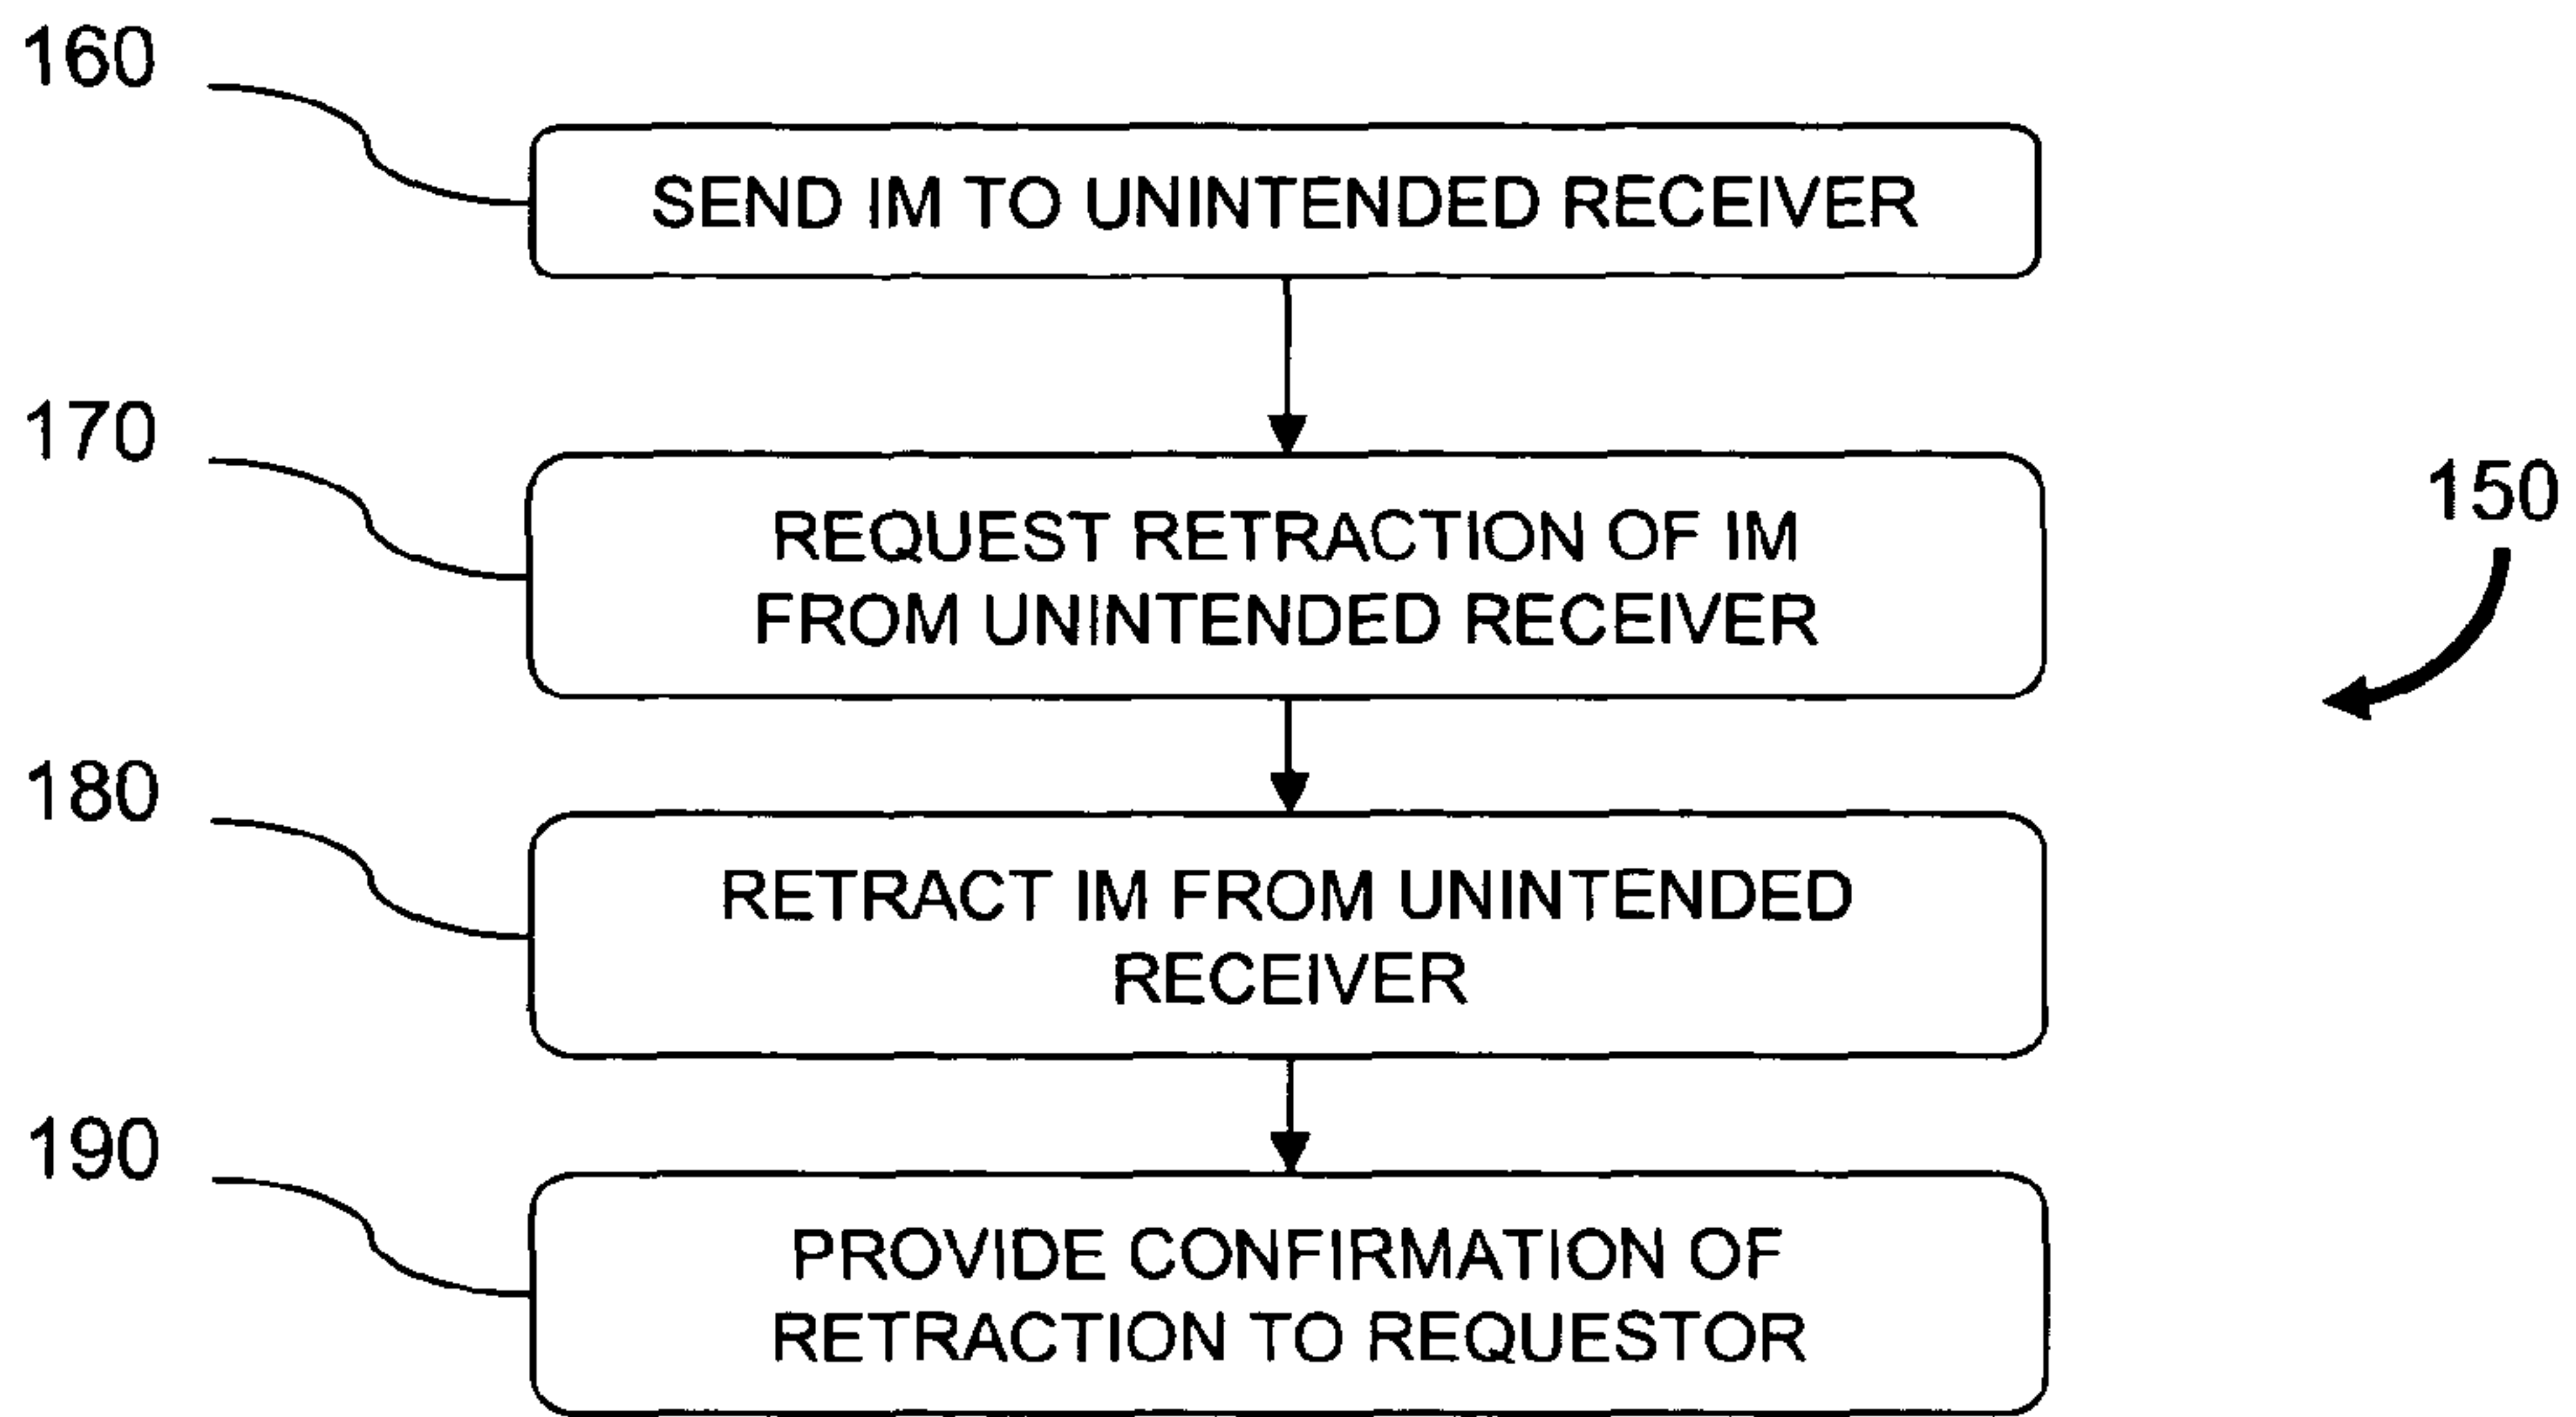 160
SEND IM TO UNINTENDED RECEIVER
170
REQUEST RETRACTION OF IM
FROM UNINTENDED RECEIVER
150
180
RETRACT IM FROM UNINTENDED
RECEIVER
190
PROVIDE CONFIRMATION OF
RETRACTION TO REQUESTOR